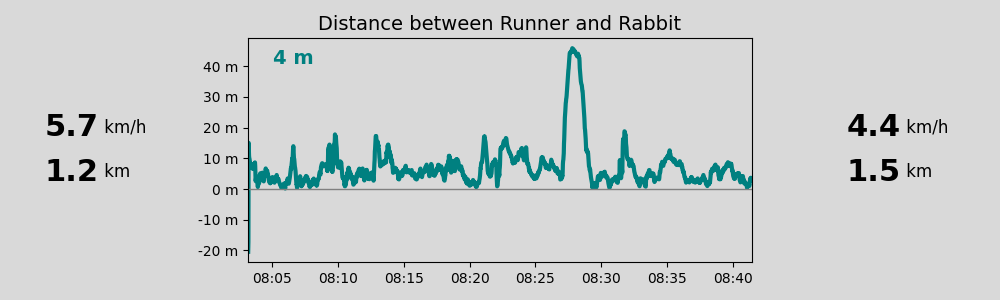 Distance between Runner and Rabbit
4 m
40 m
30 m
20 m
10 m
0 m
-10 m
-20 m
08:05 08:10 08:15 08:20 08:25 08:30 08:35 08:40
5.7 km/h
1.2 km
4.4 km/h
1.5 km